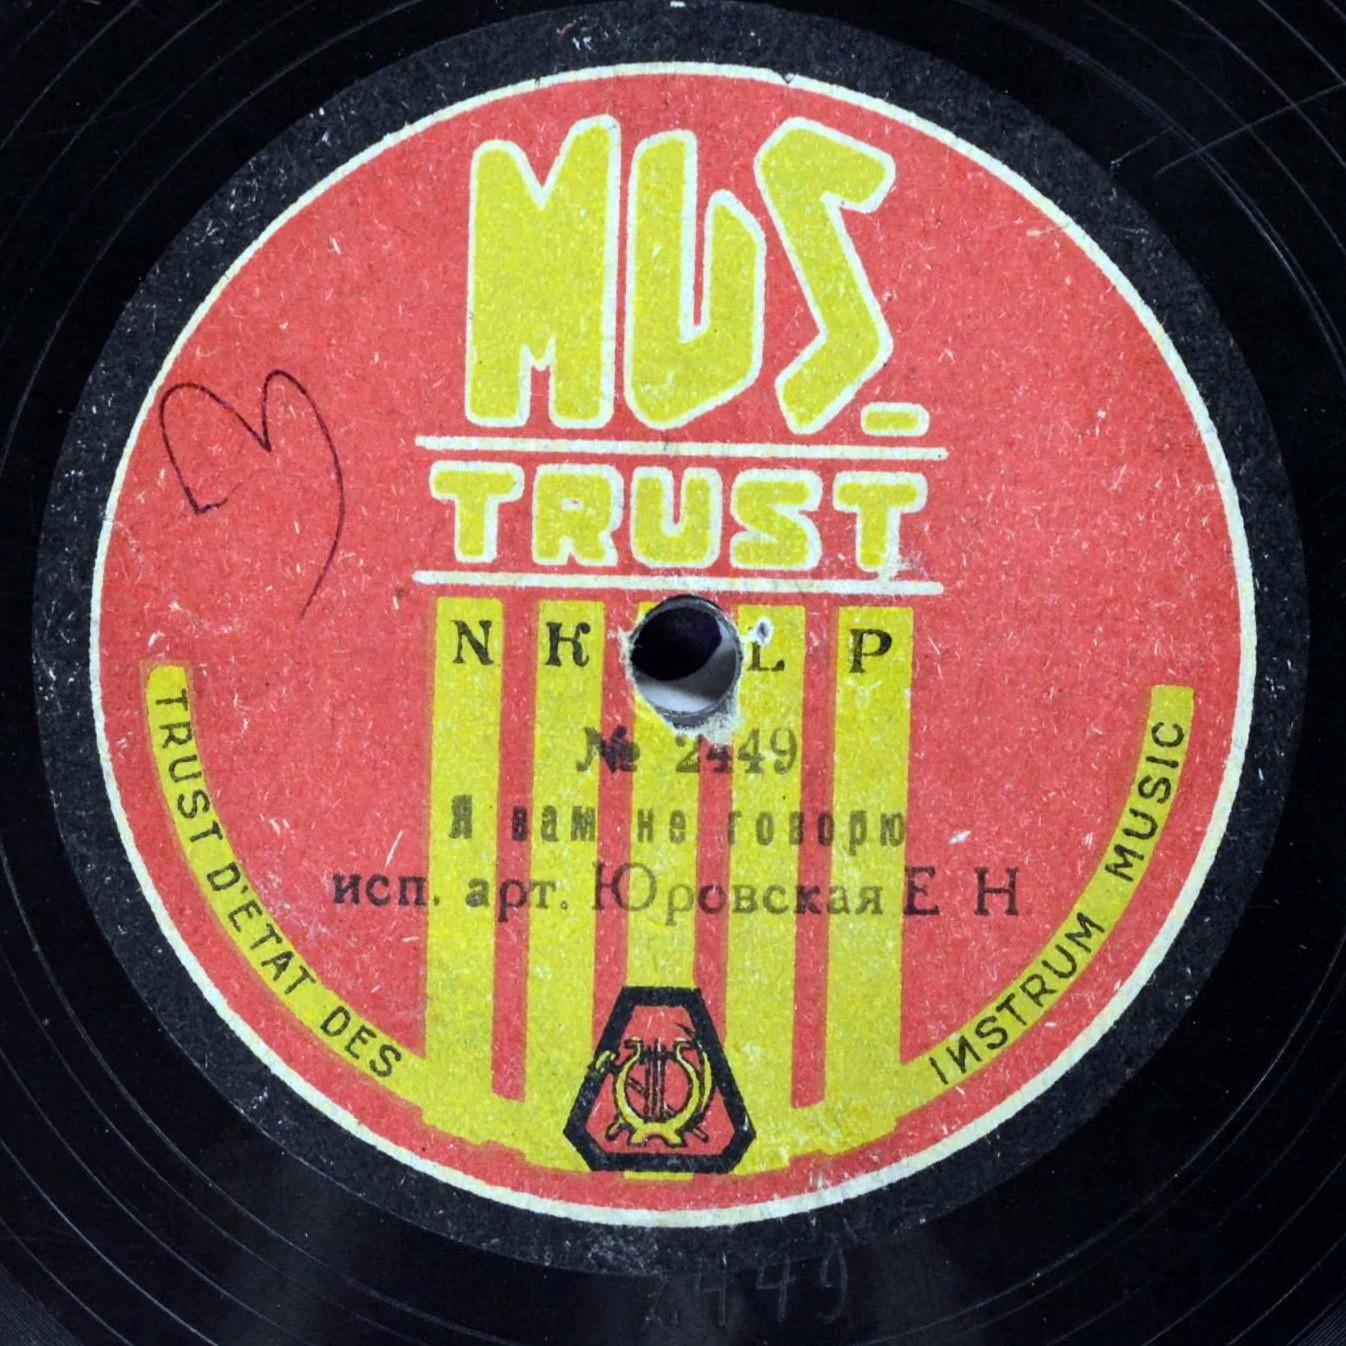 MUS.
TRUST
N K L P
№ 2449
Я вам не говорю
исп. арт. Юровская Е Н
TRUST D'ETAT DES
INSTRUM MUSIC
2449